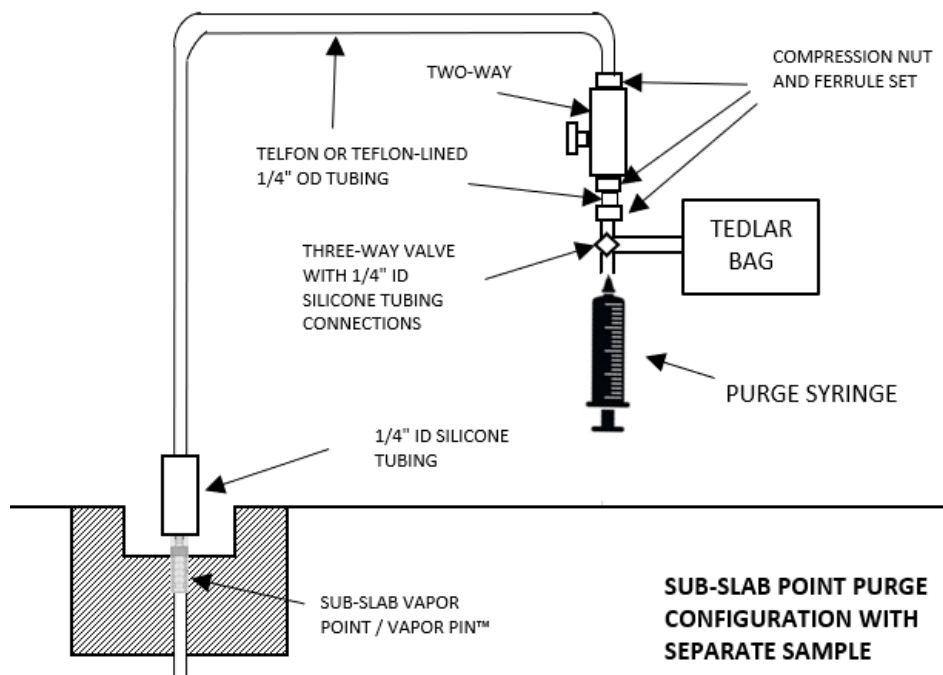 TWO-WAY
COMPRESSION NUT
AND FERRULE SET
TELFON OR TEFLON-LINED
1/4" OD TUBING
THREE-WAY VALVE
WITH 1/4" ID
SILICONE TUBING
CONNECTIONS
TEDLAR
BAG
PURGE SYRINGE
1/4" ID SILICONE
TUBING
SUB-SLAB VAPOR
POINT / VAPOR PIN™
SUB-SLAB POINT PURGE
CONFIGURATION WITH
SEPARATE SAMPLE